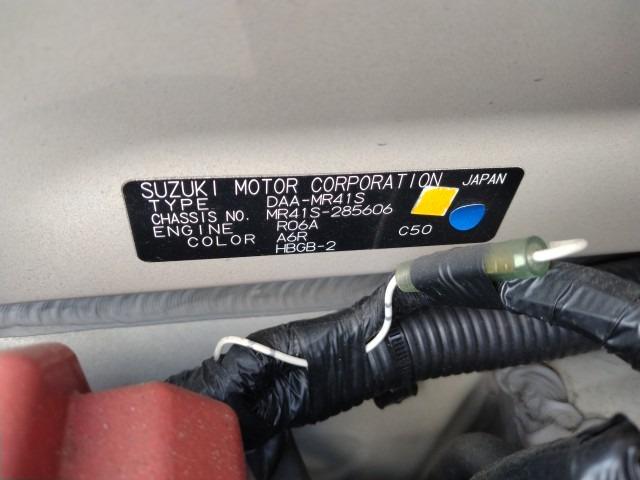 SUZUKI MOTOR CORPORATION JAPAN
TYPE DAA-MR41S
CHASSIS NO. MR41S-285606
ENGINE R06A
COLOR A6R C50
HBGB-2